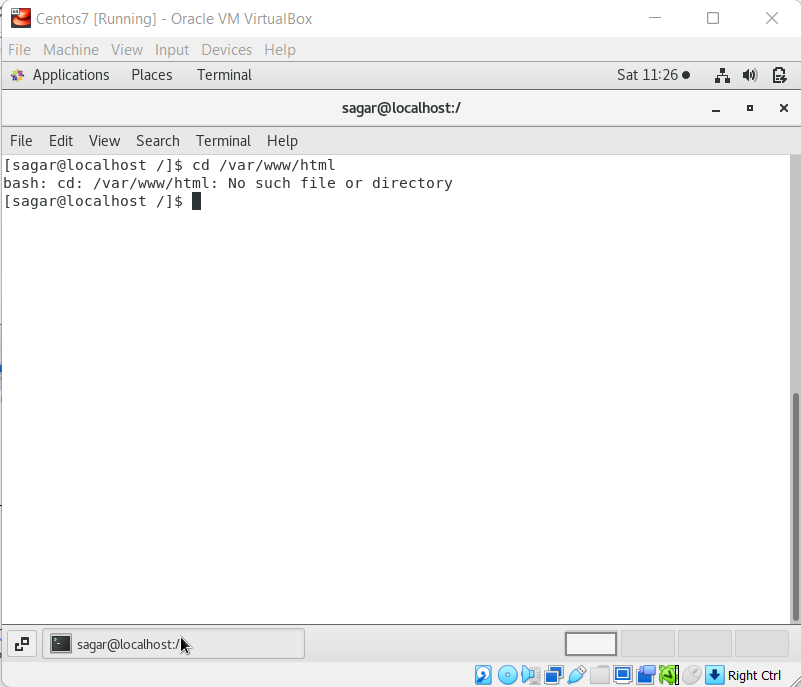 Centos7 [Running] - Oracle VM VirtualBox
File Machine View Input Devices Help
Applications Places Terminal Sat 11:26
sagar@localhost:/
File Edit View Search Terminal Help
[sagar@localhost /]$ cd /var/www/html
bash: cd: /var/www/html: No such file or directory
[sagar@localhost /]$
sagar@localhost:/
Right Ctrl